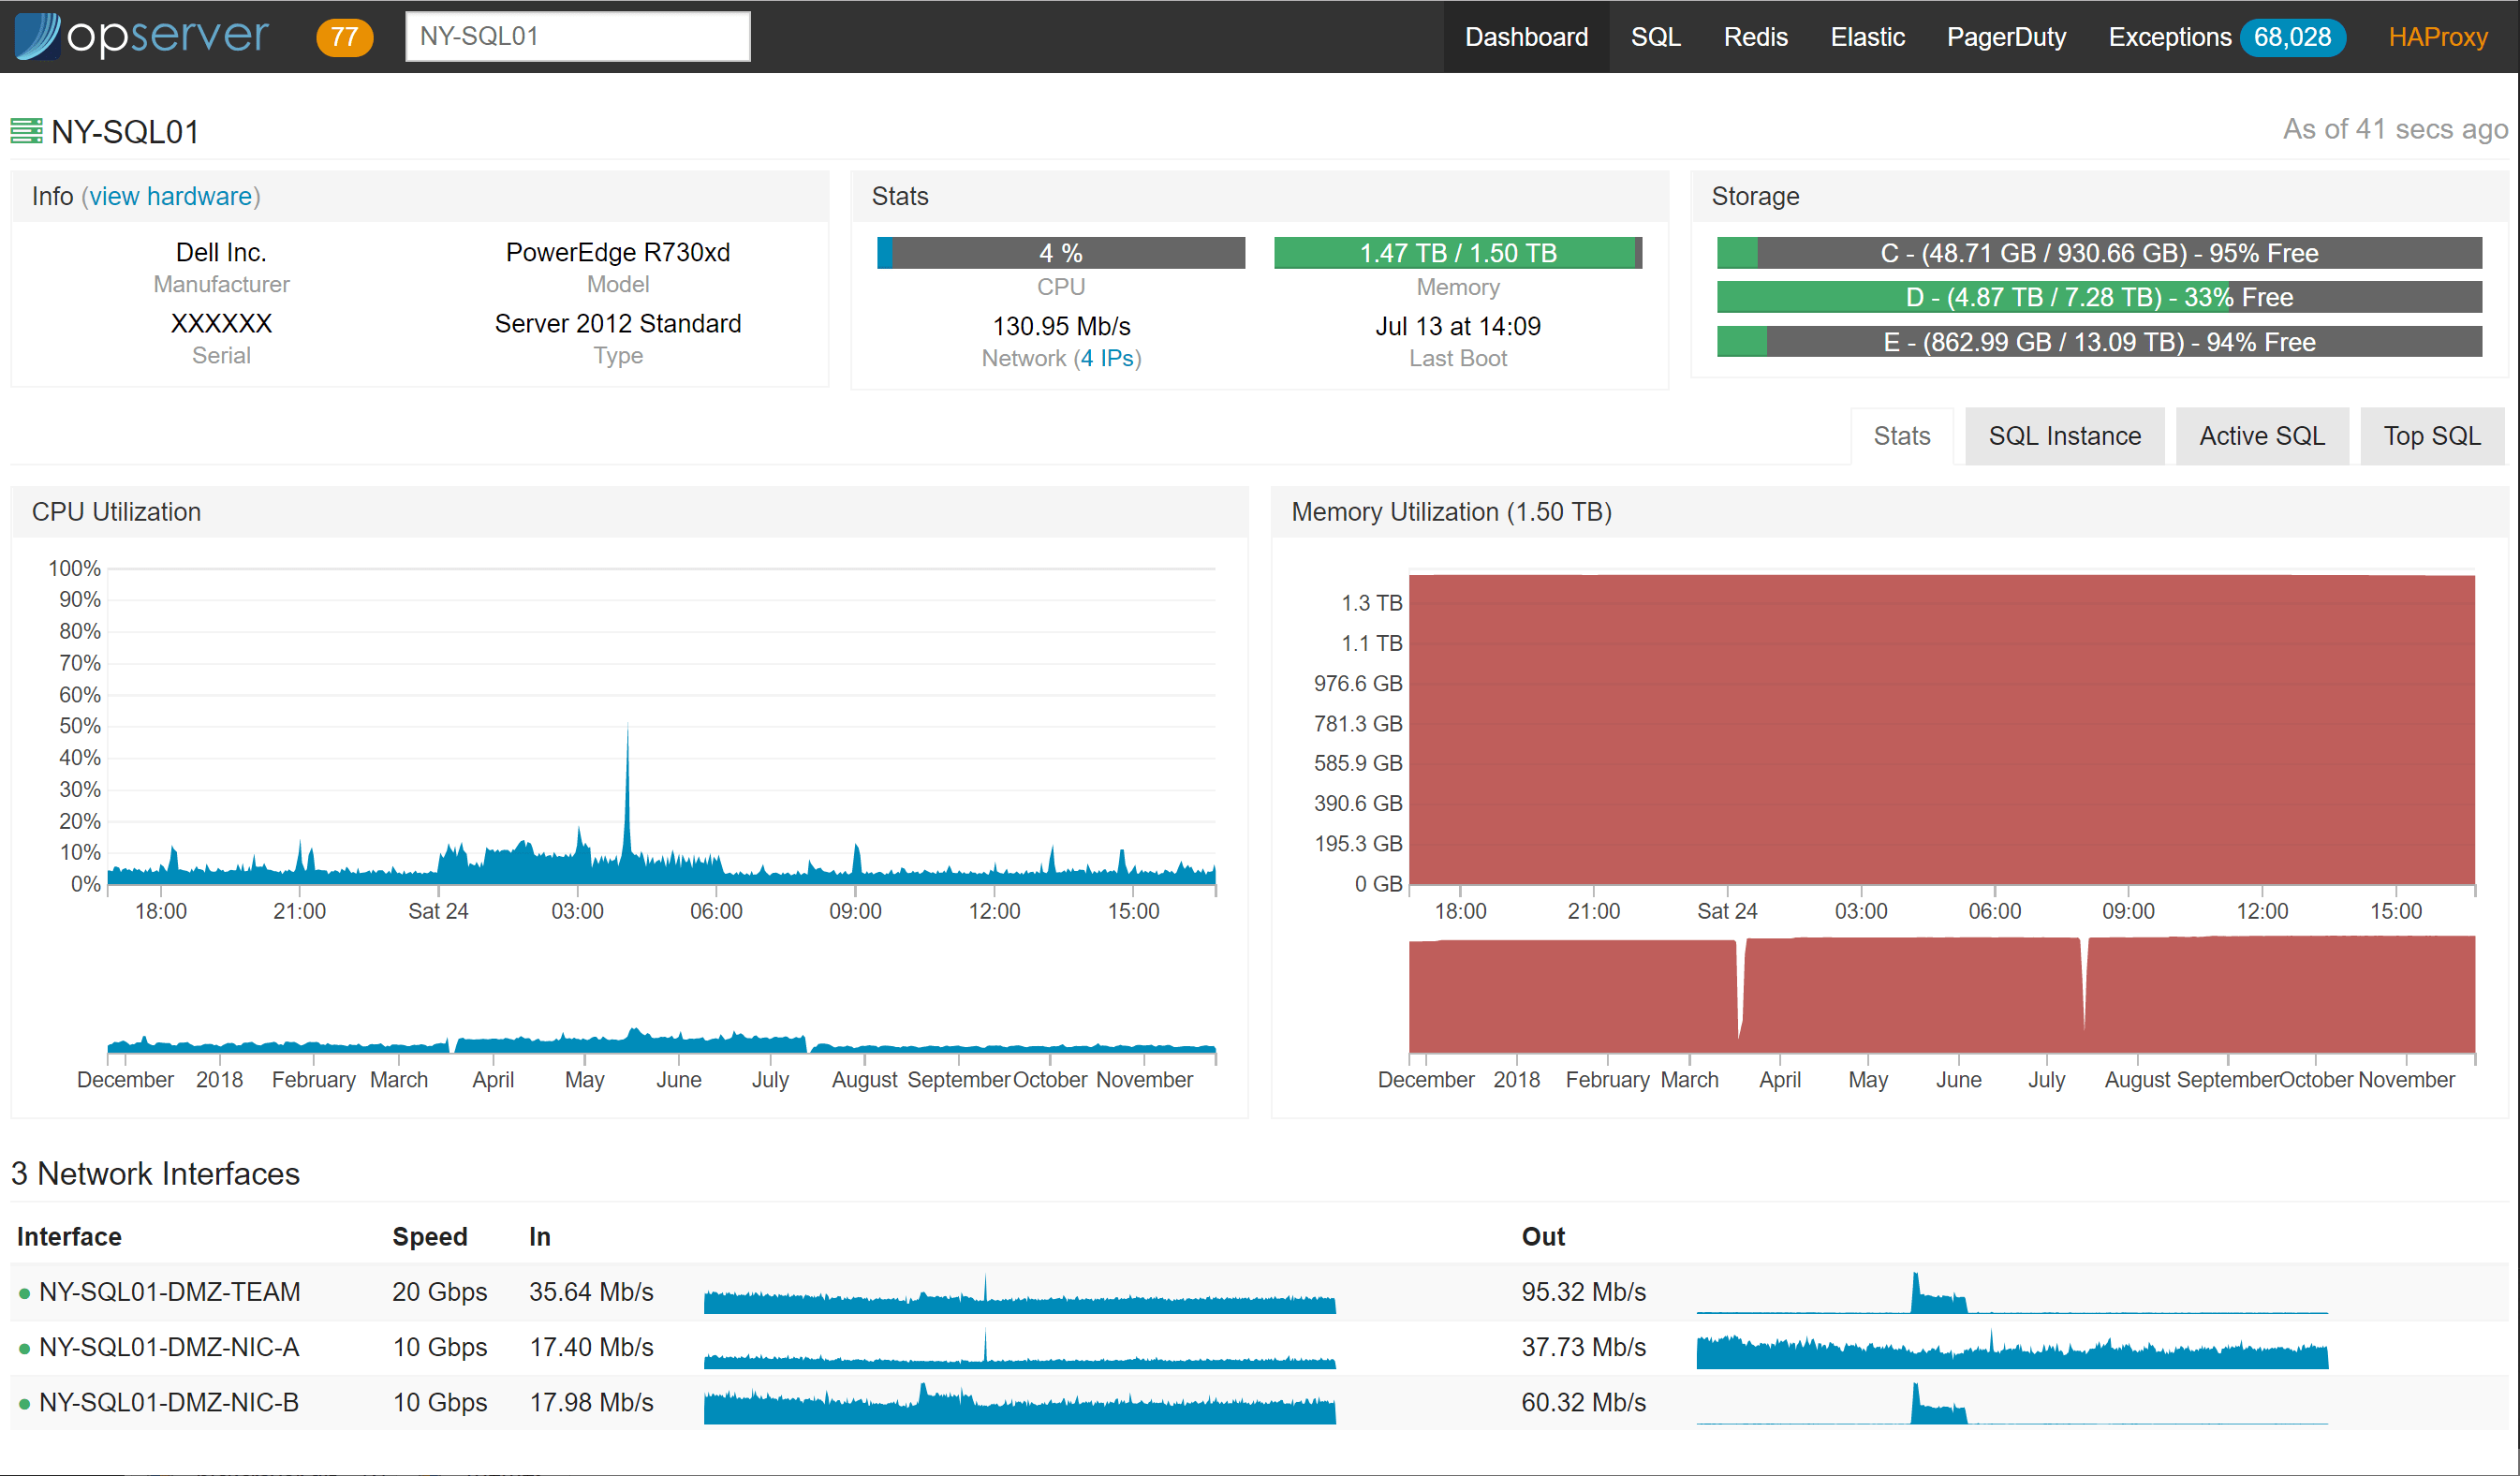 opserver 77 NY-SQL01 Dashboard SQL Redis Elastic PagerDuty Exceptions 68,028 HAProxy
NY-SQL01 As of 41 secs ago
Info (view hardware)
Dell Inc. PowerEdge R730xd
Manufacturer Model
XXXXXX Server 2012 Standard
Serial Type
Stats
4 % 1.47 TB / 1.50 TB
CPU Memory
130.95 Mb/s Jul 13 at 14:09
Network (4 IPs) Last Boot
Storage
C - (48.71 GB / 930.66 GB) - 95% Free
D - (4.87 TB / 7.28 TB) - 33% Free
E - (862.99 GB / 13.09 TB) - 94% Free
Stats SQL Instance Active SQL Top SQL
CPU Utilization
100%
90%
80%
70%
60%
50%
40%
30%
20%
10%
0%
18:00 21:00 Sat 24 03:00 06:00 09:00 12:00 15:00
December 2018 February March April May June July August September October November
Memory Utilization (1.50 TB)
1.3 TB
1.1 TB
976.6 GB
781.3 GB
585.9 GB
390.6 GB
195.3 GB
0 GB
18:00 21:00 Sat 24 03:00 06:00 09:00 12:00 15:00
December 2018 February March April May June July August September October November
3 Network Interfaces
Interface Speed In Out
NY-SQL01-DMZ-TEAM 20 Gbps 35.64 Mb/s 95.32 Mb/s
NY-SQL01-DMZ-NIC-A 10 Gbps 17.40 Mb/s 37.73 Mb/s
NY-SQL01-DMZ-NIC-B 10 Gbps 17.98 Mb/s 60.32 Mb/s